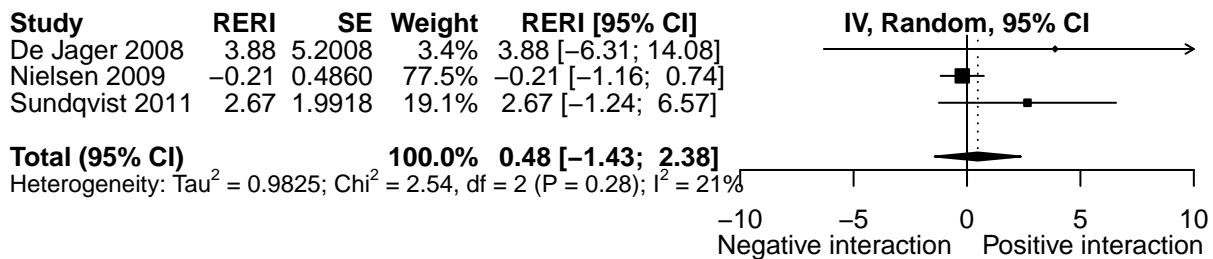 Study RERI SE Weight RERI [95% CI] IV, Random, 95% CI
De Jager 2008 3.88 5.2008 3.4% 3.88 [−6.31; 14.08]
Nielsen 2009 −0.21 0.4860 77.5% −0.21 [−1.16; 0.74]
Sundqvist 2011 2.67 1.9918 19.1% 2.67 [−1.24; 6.57]
Total (95% CI) 100.0% 0.48 [−1.43; 2.38]
Heterogeneity: Tau² = 0.9825; Chi² = 2.54, df = 2 (P = 0.28); I² = 21%
−10 −5 0 5 10
Negative interaction Positive interaction